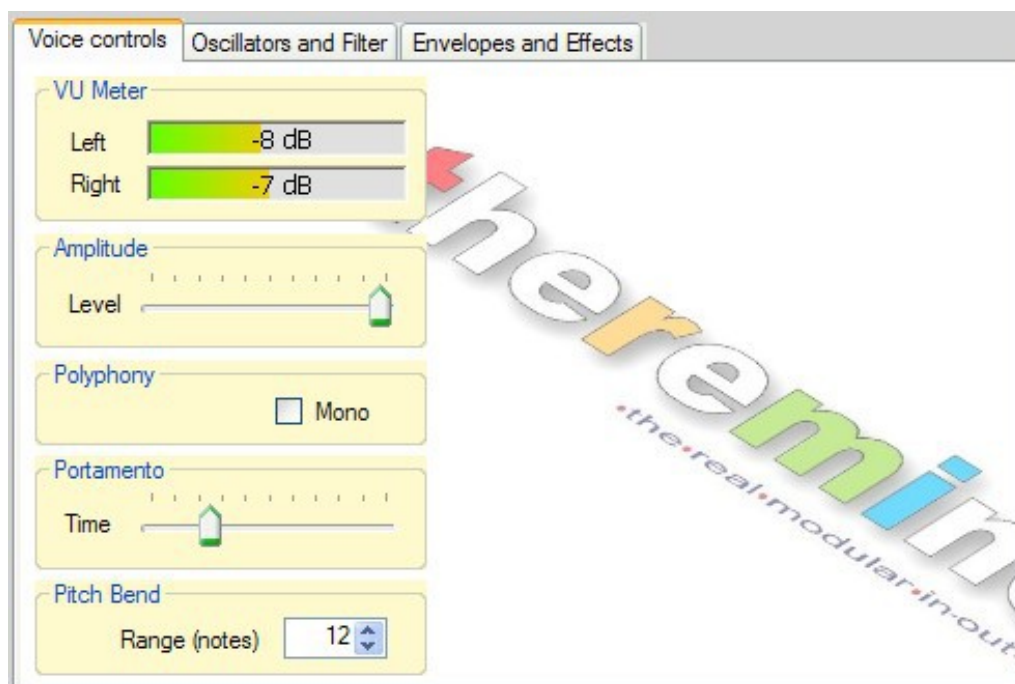 Voice controls Oscillators and Filter Envelopes and Effects
VU Meter
Left -8 dB
Right -7 dB
Amplitude
Level
Polyphony
Mono
Portamento
Time
Pitch Bend
Range (notes) 12
theremino
•the•real•modular•in-out